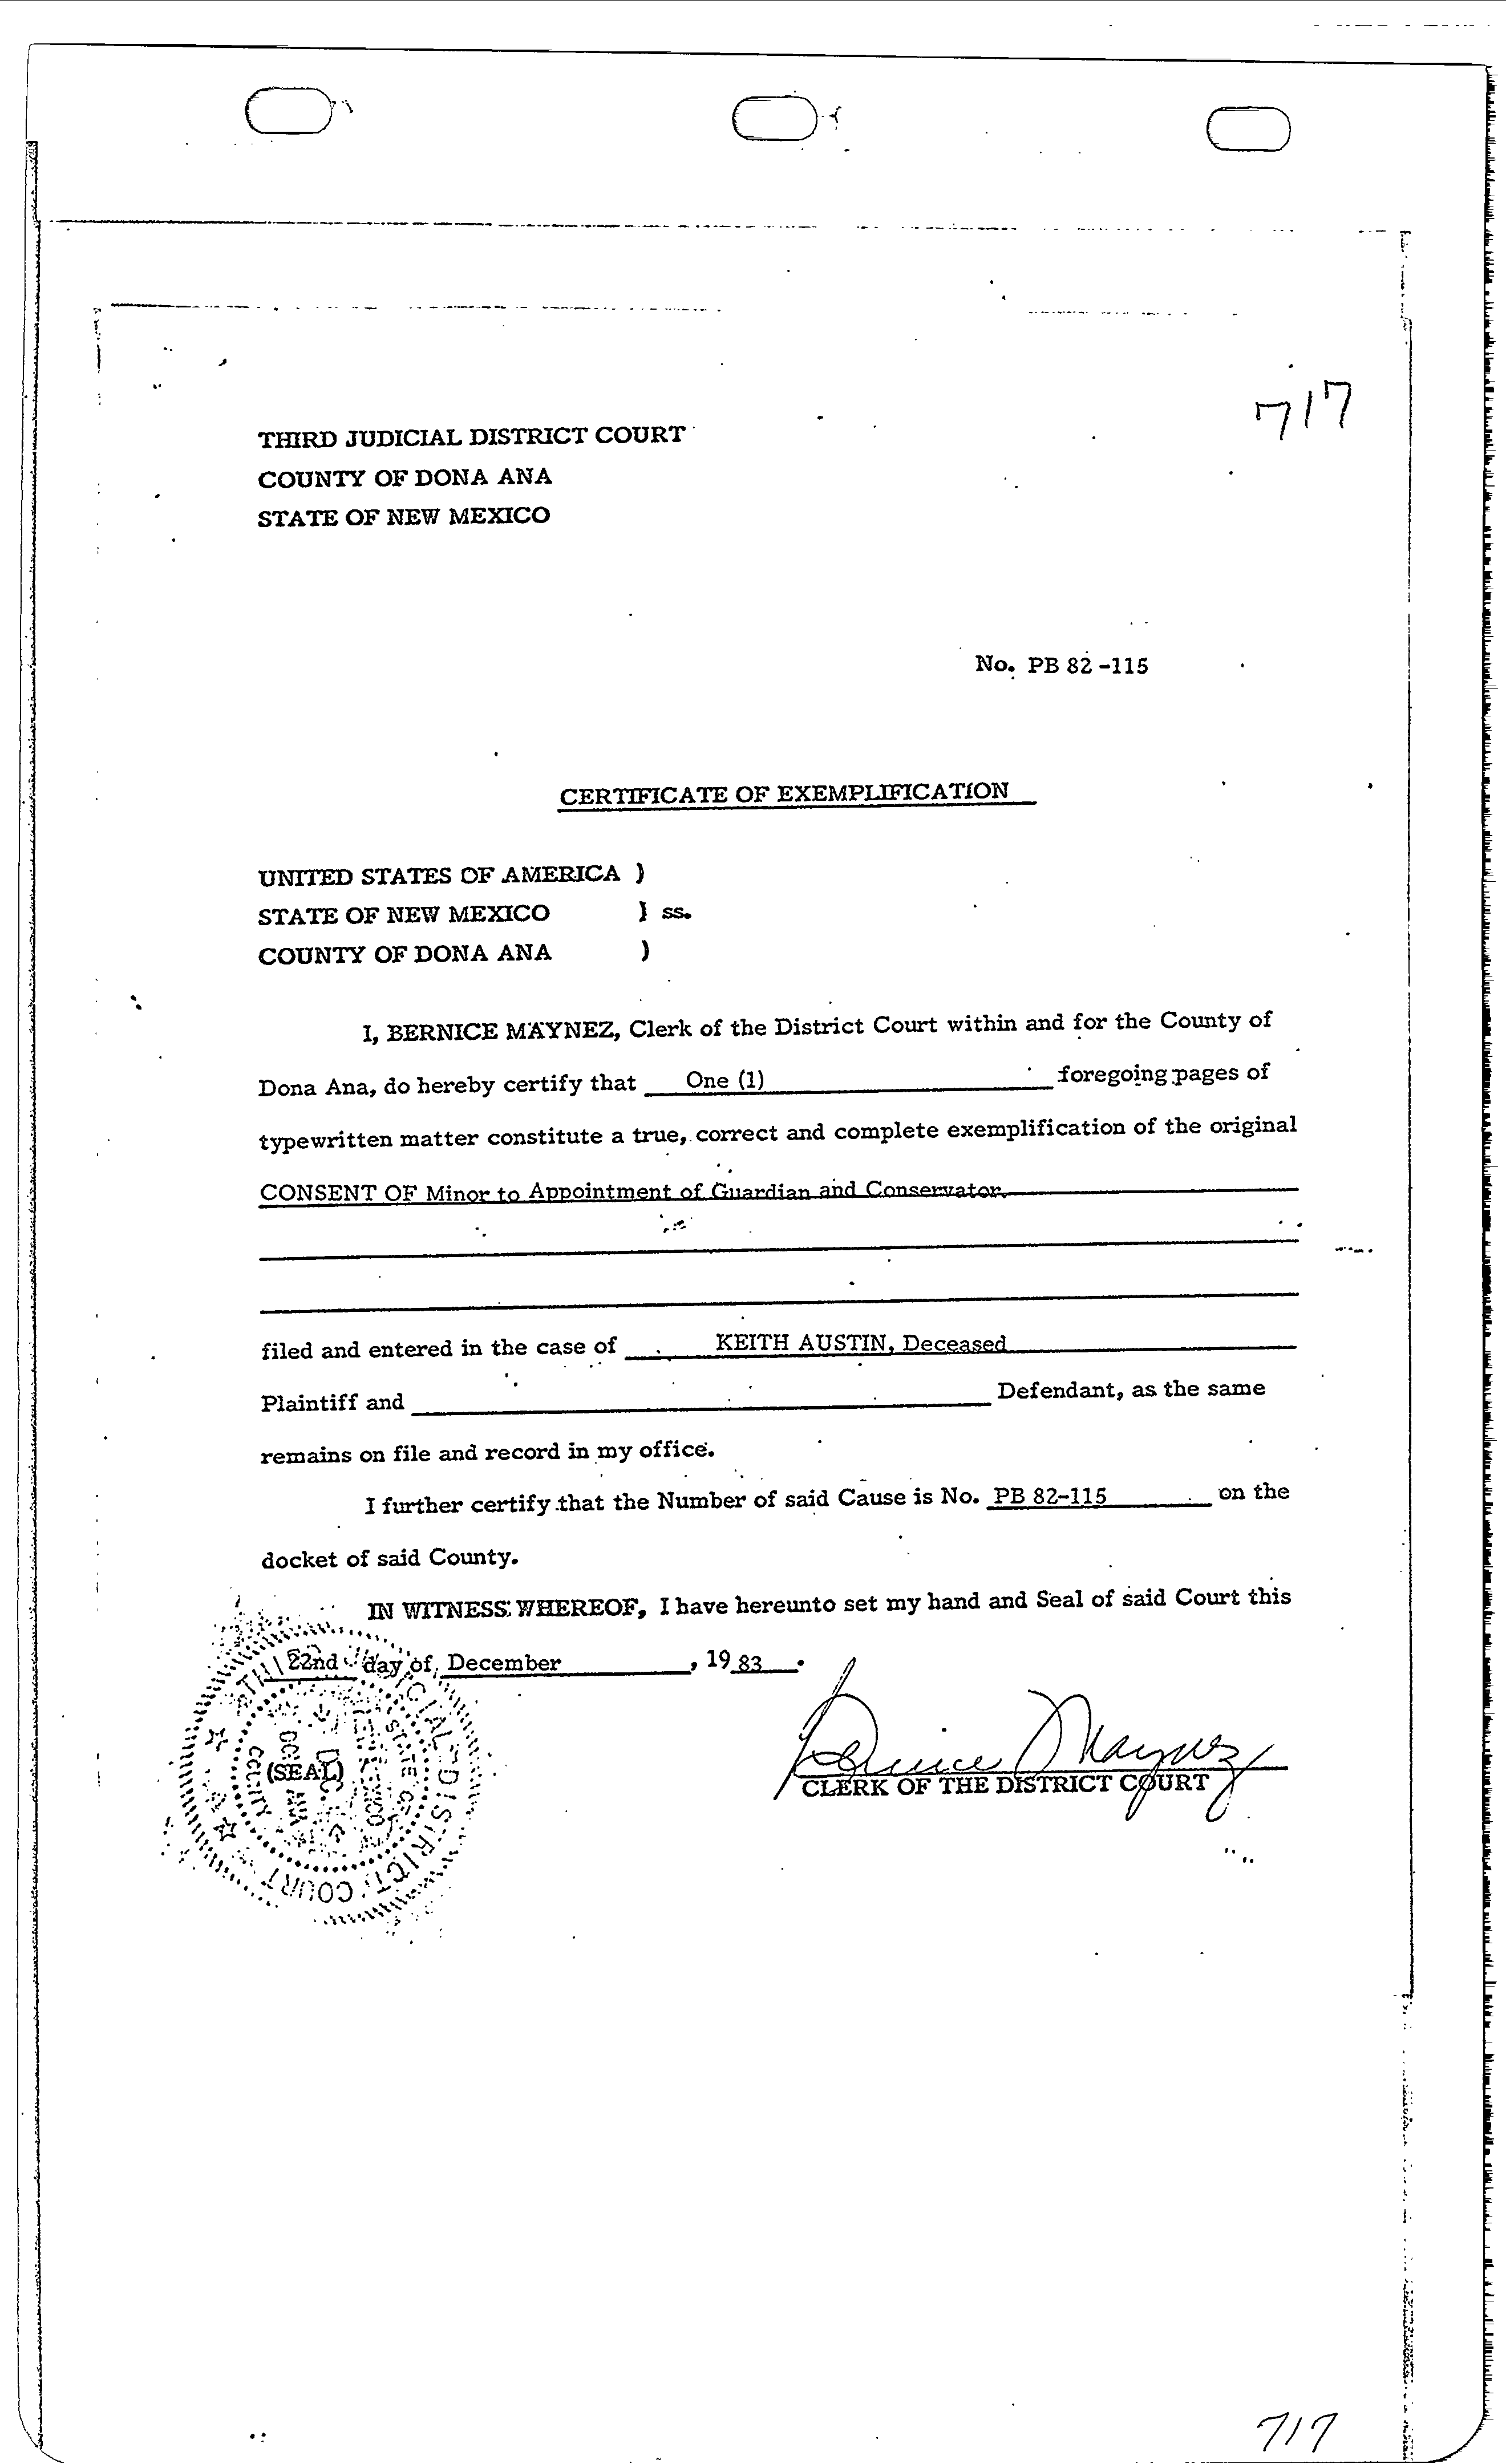 717
THIRD JUDICIAL DISTRICT COURT
COUNTY OF DONA ANA
STATE OF NEW MEXICO
No. PB 82-115
CERTIFICATE OF EXEMPLIFICATION
UNITED STATES OF AMERICA )
STATE OF NEW MEXICO ) ss.
COUNTY OF DONA ANA )
I, BERNICE MAYNEZ, Clerk of the District Court within and for the County of
Dona Ana, do hereby certify that One (1) foregoing pages of
typewritten matter constitute a true, correct and complete exemplification of the original
CONSENT OF Minor to Appointment of Guardian and Conservator.
filed and entered in the case of KEITH AUSTIN, Deceased
Plaintiff and Defendant, as the same
remains on file and record in my office.
I further certify that the Number of said Cause is No. PB 82-115 on the
docket of said County.
IN WITNESS WHEREOF, I have hereunto set my hand and Seal of said Court this
22nd day of December, 1983.
Bernice Maynez
(SEAL)
CLERK OF THE DISTRICT COURT
DISTRICT COURT
STATE OF
COUNTY
717